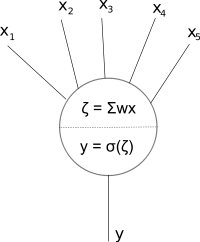 x₁ x₂ x₃ x₄ x₅
ζ = Σwx
y = σ(ζ)
y